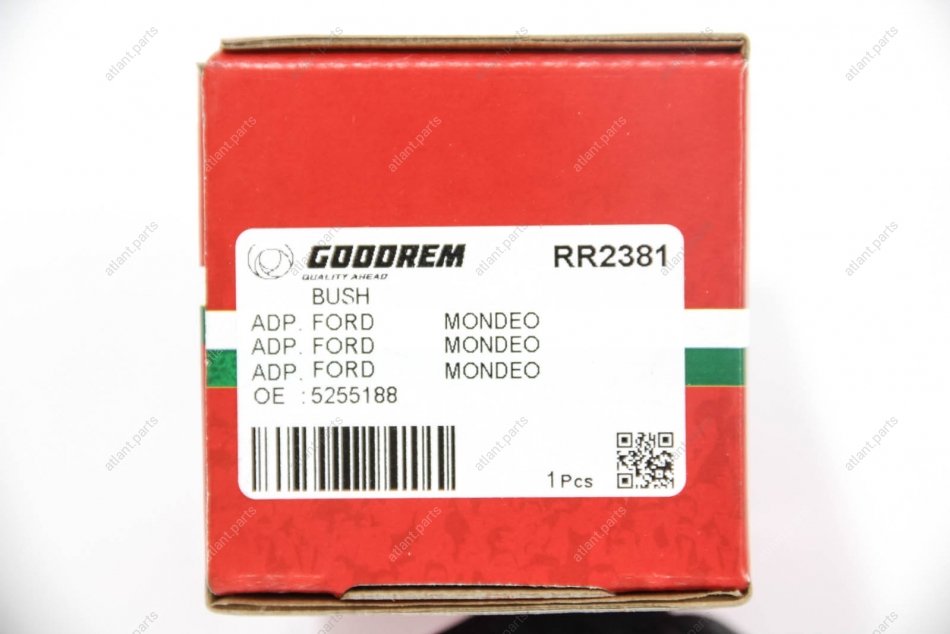 GOODREM RR2381
QUALITY AHEAD
BUSH
ADP. FORD MONDEO
ADP. FORD MONDEO
ADP. FORD MONDEO
OE :5255188
1Pcs
atlant.parts